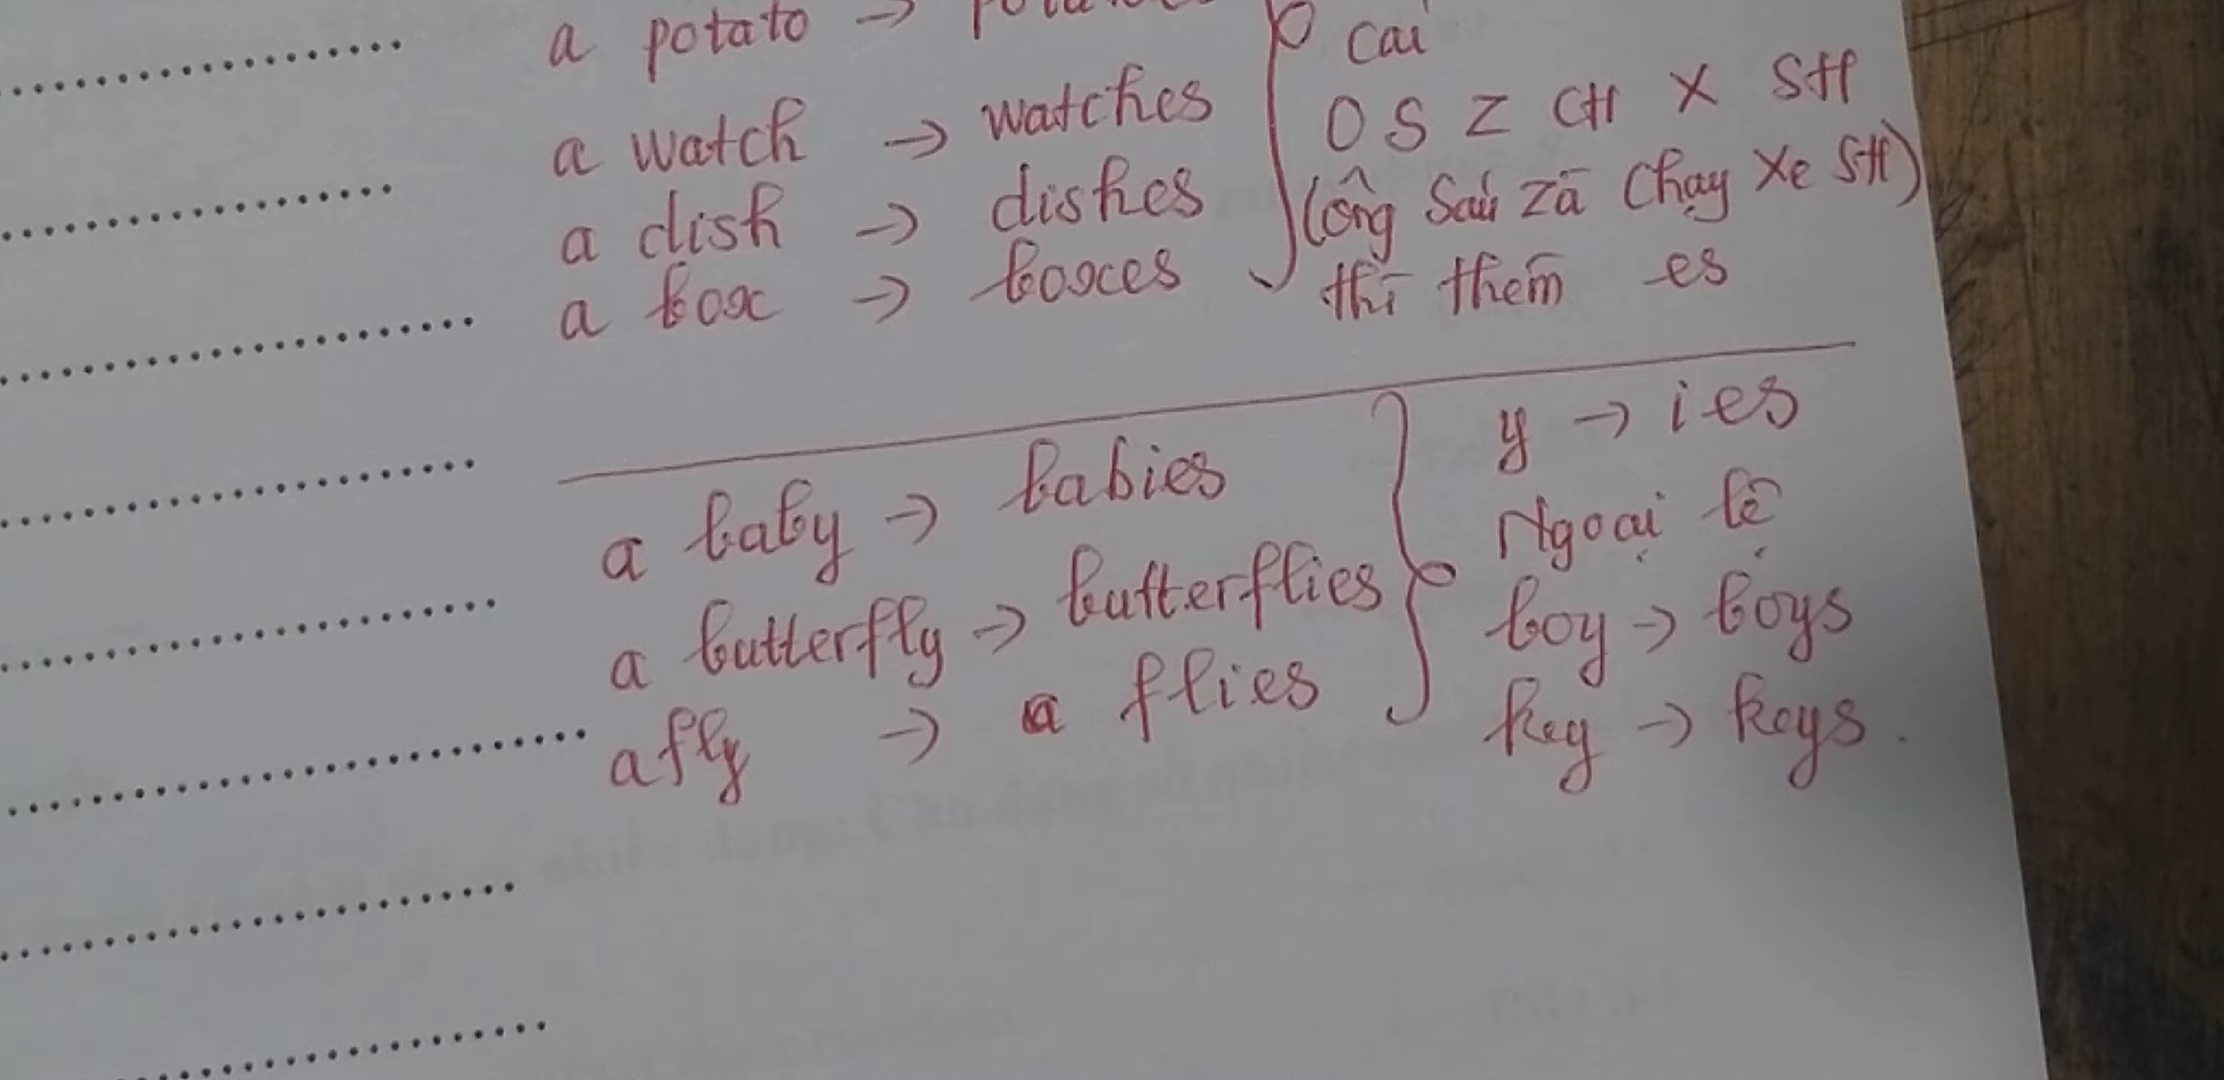 a potato →
cái
a watch → watches
O S Z CH X SH
a dish → dishes
(ông Sáu Zà Chạy Xe SH)
a box → boxes
thì thêm es
a baby → babies
y → ies
a butterfly → butterflies
Ngoại lệ
a fly → a flies
boy → boys
key → keys.